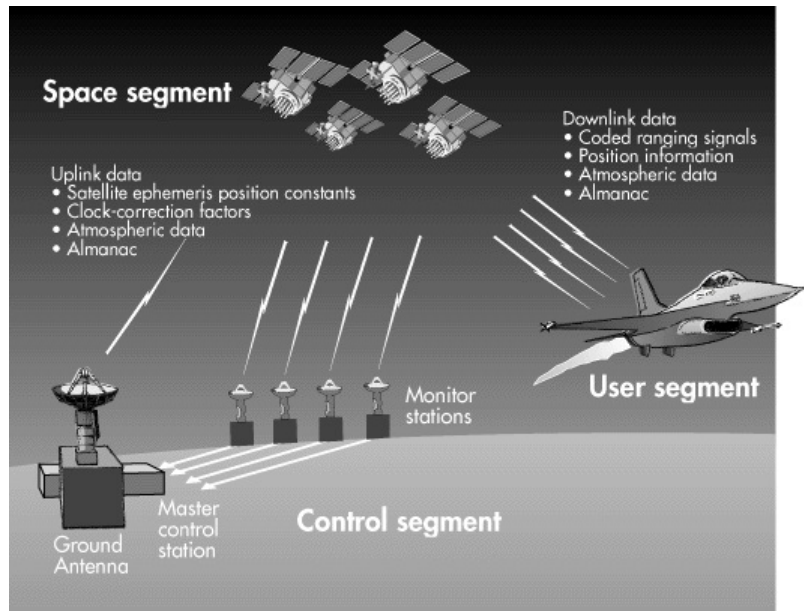 Space segment
Uplink data
• Satellite ephemeris position constants
• Clock-correction factors
• Atmospheric data
• Almanac
Downlink data
• Coded ranging signals
• Position information
• Atmospheric data
• Almanac
User segment
Monitor
stations
Master
control
station
Control segment
Ground
Antenna